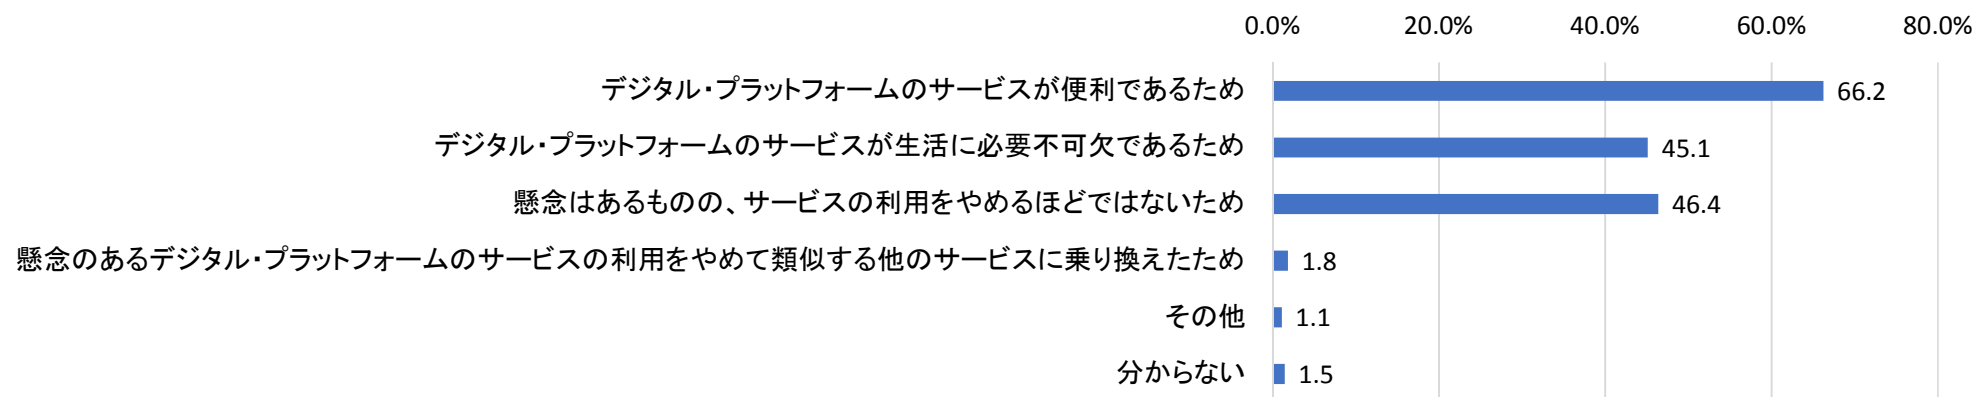 0.0% 20.0% 40.0% 60.0% 80.0%
デジタル・プラットフォームのサービスが便利であるため 66.2
デジタル・プラットフォームのサービスが生活に必要不可欠であるため 45.1
懸念はあるものの、サービスの利用をやめるほどではないため 46.4
懸念のあるデジタル・プラットフォームのサービスの利用をやめて類似する他のサービスに乗り換えたため 1.8
その他 1.1
分からない 1.5